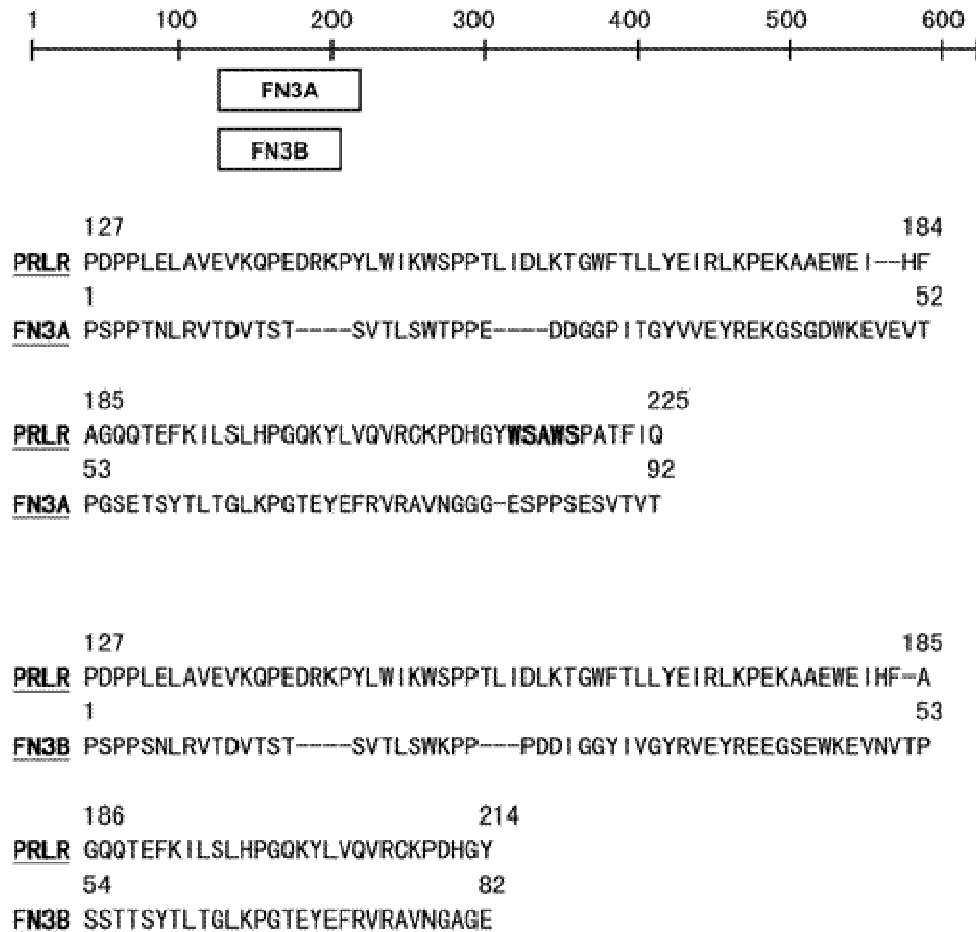 1 100 200 300 400 500 600
FN3A
FN3B
127 184
PRLR PDPPLELAVEVKQPEDRKPYLWIKWSPPTLIDLKTGWFTLLYEIRLKPEKAAEWEI--HF
1 52
FN3A PSPPTNLRVTDVTST----SVTLSWTPPE----DDGGPITGYVVEYREKGSGDWKEVEVT
185 225
PRLR AGQQTEFKILSLHPGQKYLVQVRCKPDHGYWSAWSPATFIQ
53 92
FN3A PGSETSYTLTGLKPGTEYEFRVRAVNGGG-ESPPSESVTVT
127 185
PRLR PDPPLELAVEVKQPEDRKPYLWIKWSPPTLIDLKTGWFTLLYEIRLKPEKAAEWEIHF-A
1 53
FN3B PSPPSNLRVTDVTST----SVTLSWKPP---PDDIGGYIVGYRVEYREEGSEWKEVNVTP
186 214
PRLR GQQTEFKILSLHPGQKYLVQVRCKPDHGY
54 82
FN3B SSTTSYTLTGLKPGTEYEFRVRAVNGAGE